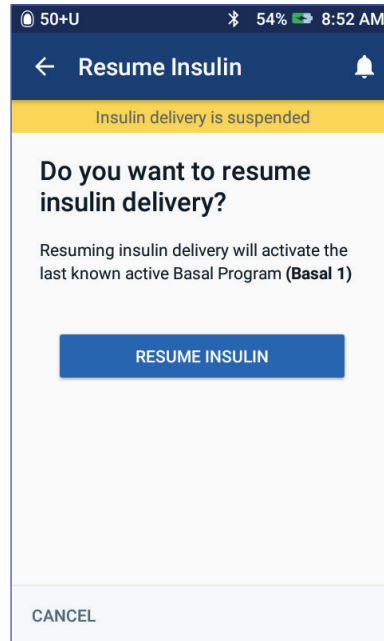 50+U 54% 8:52 AM
Resume Insulin
Insulin delivery is suspended
Do you want to resume
insulin delivery?
Resuming insulin delivery will activate the
last known active Basal Program (Basal 1)
RESUME INSULIN
CANCEL